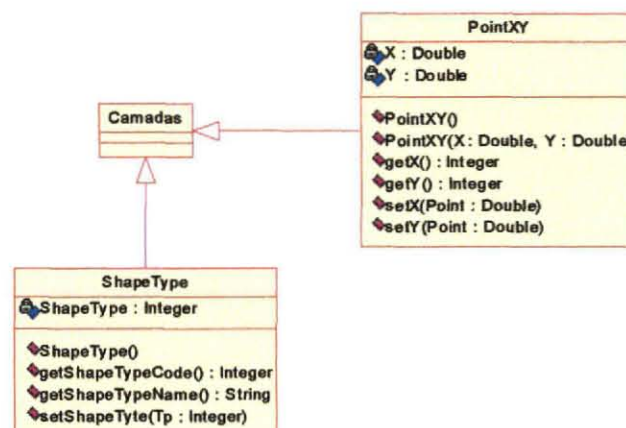 PointXY
X : Double
Y : Double
PointXY()
PointXY(X : Double, Y : Double
getX() : Integer
getY() : Integer
setX(Point : Double)
setY(Point : Double)
Camadas
ShapeType
ShapeType : Integer
ShapeType()
getShapeTypeCode() : Integer
getShapeTypeName() : String
setShapeTyte(Tp : Integer)